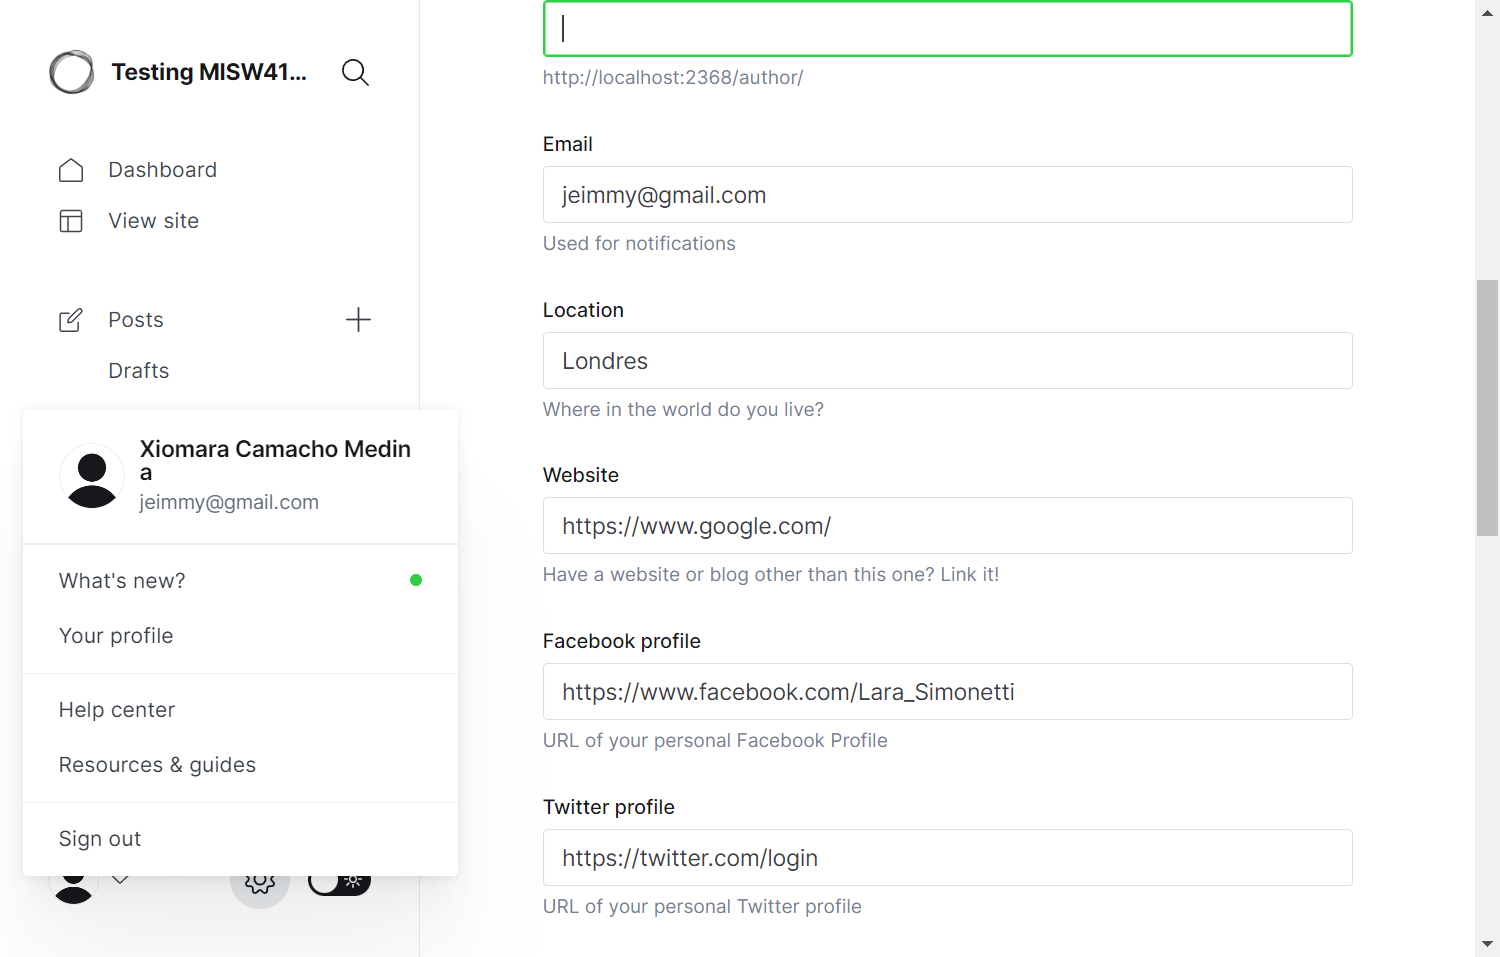 Testing MISW41...
Dashboard
View site
Posts
Drafts
Xiomara Camacho Medin
a
jeimmy@gmail.com
What's new?
Your profile
Help center
Resources & guides
Sign out
http://localhost:2368/author/
Email
jeimmy@gmail.com
Used for notifications
Location
Londres
Where in the world do you live?
Website
https://www.google.com/
Have a website or blog other than this one? Link it!
Facebook profile
https://www.facebook.com/Lara_Simonetti
URL of your personal Facebook Profile
Twitter profile
https://twitter.com/login
URL of your personal Twitter profile